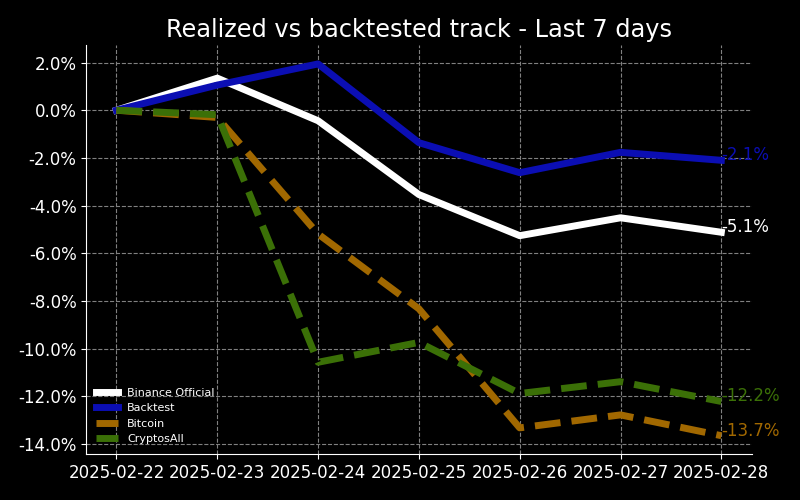 Realized vs backtested track - Last 7 days
2.0%
0.0%
-2.0%
-4.0%
-6.0%
-8.0%
-10.0%
-12.0%
-14.0%
-2.1%
-5.1%
-12.2%
-13.7%
Binance Official
Backtest
Bitcoin
CryptosAll
2025-02-22 2025-02-23 2025-02-24 2025-02-25 2025-02-26 2025-02-27 2025-02-28